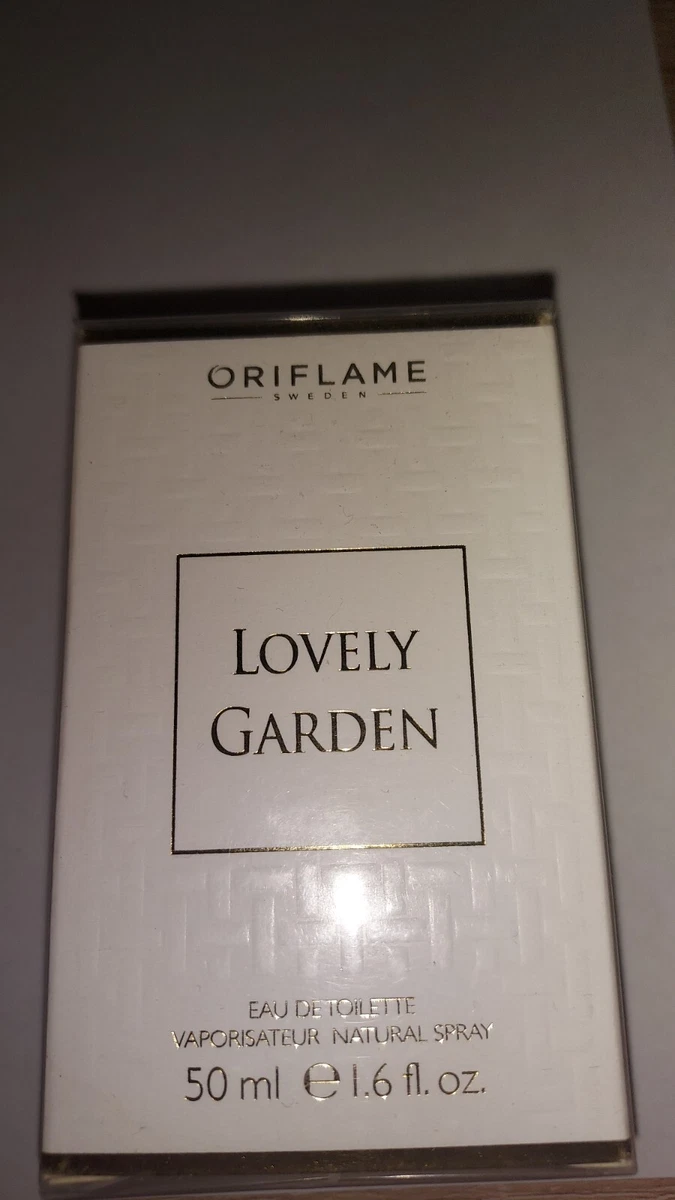 ORIFLAME
SWEDEN
LOVELY
GARDEN
EAU DE TOILETTE
VAPORISATEUR NATURAL SPRAY
50 ml ℮ 1.6 fl. oz.